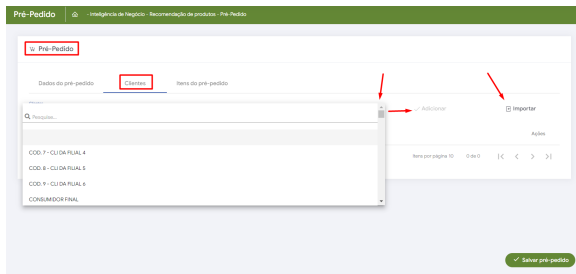 Pré-Pedido - Inteligência de Negócio - Recomendação de produtos - Pré-Pedido
Pré-Pedido
Dados do pré-pedido Clientes Itens do pré-pedido
Pesquise...
Adicionar Importar
Ações
COD. 7 - CLI DA FILIAL 4
Itens por página 10 0 de 0
COD. 8 - CLI DA FILIAL 5
COD. 9 - CLI DA FILIAL 6
CONSUMIDOR FINAL
Salvar pré-pedido